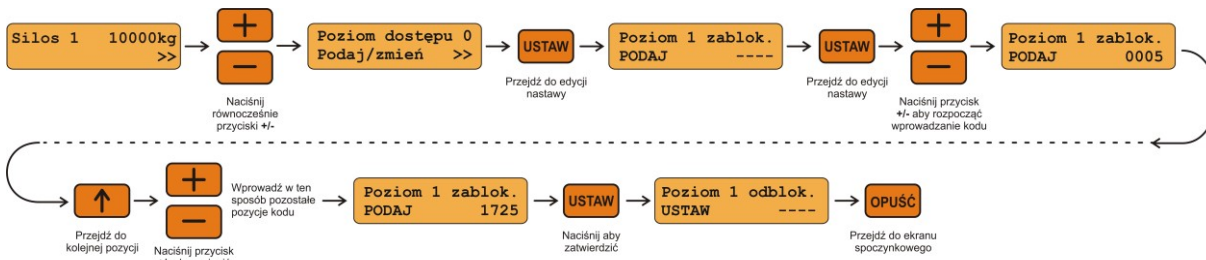 Silos 1 10000kg
>>
+
−
Naciśnij
równocześnie
przyciski +/-
Poziom dostępu 0
Podaj/zmień >>
USTAW
Przejdź do edycji
nastawy
Poziom 1 zablok.
PODAJ ----
USTAW
Przejdź do edycji
nastawy
+
−
Naciśnij przycisk
+/- aby rozpocząć
wprowadzanie kodu
Poziom 1 zablok.
PODAJ 0005
↑
Przejdź do
kolejnej pozycji
+
−
Naciśnij przycisk
Wprowadź w ten
sposób pozostałe
pozycje kodu
Poziom 1 zablok.
PODAJ 1725
USTAW
Naciśnij aby
zatwierdzić
Poziom 1 odblok.
USTAW ----
OPUŚĆ
Przejdź do ekranu
spoczynkowego